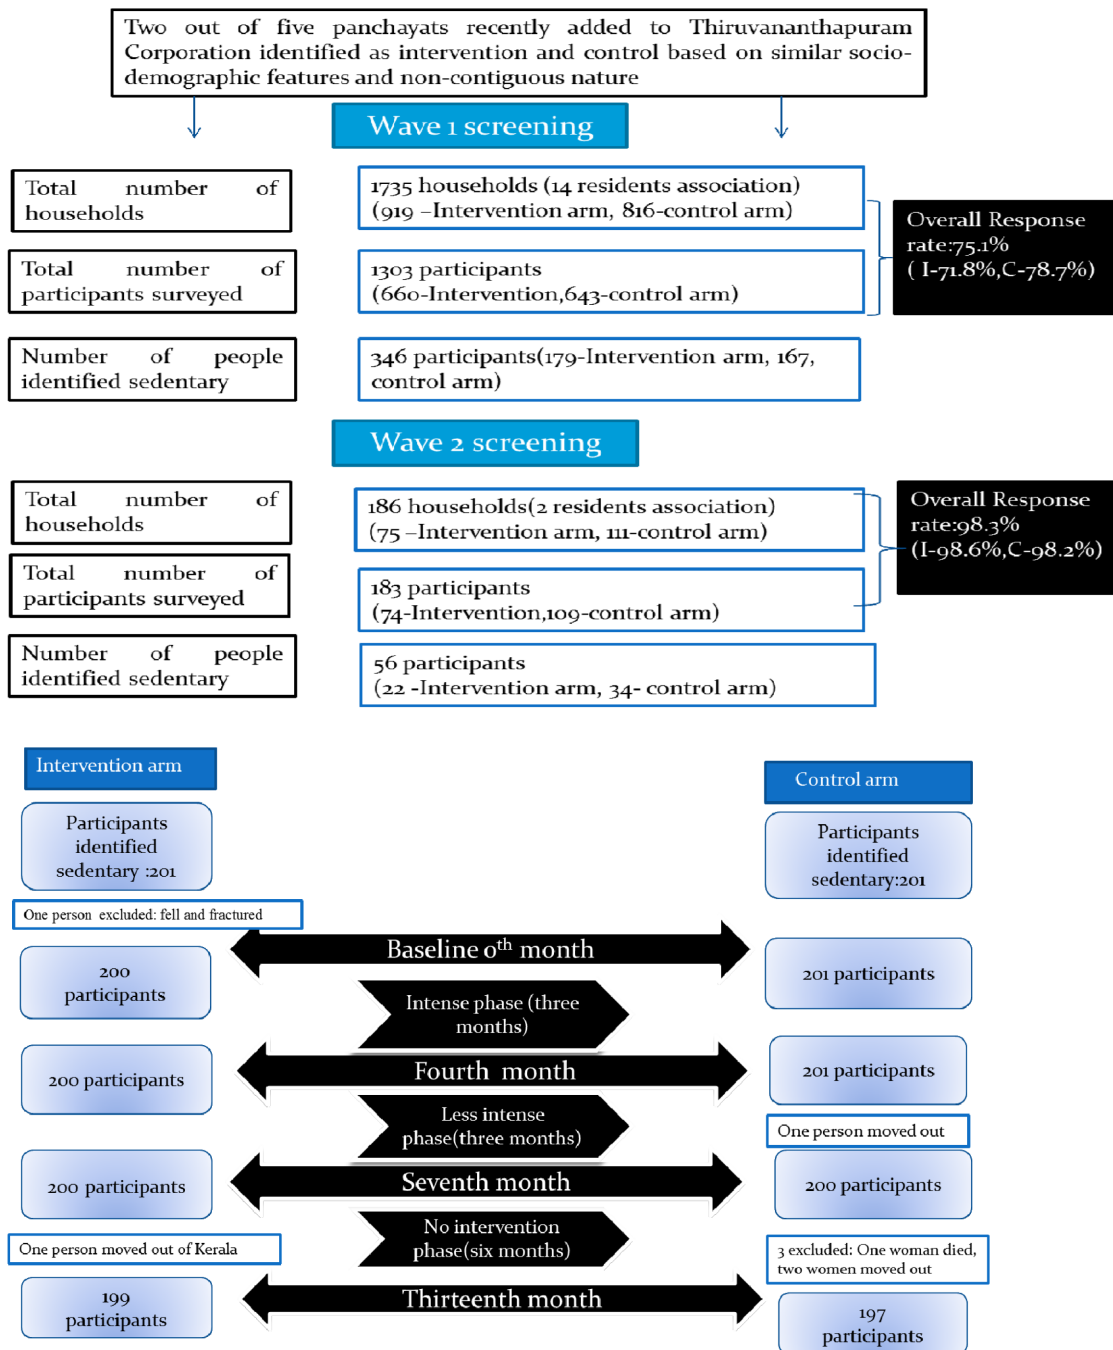 Two out of five panchayats recently added to Thiruvananthapuram
Corporation identified as intervention and control based on similar socio-
demographic features and non-contiguous nature
Wave 1 screening
Total number of
households
1735 households (14 residents association)
(919 –Intervention arm, 816-control arm)
Overall Response
rate:75.1%
( I-71.8%,C-78.7%)
Total number of
participants surveyed
1303 participants
(660-Intervention,643-control arm)
Number of people
identified sedentary
346 participants(179-Intervention arm, 167,
control arm)
Wave 2 screening
Total number of
households
186 households(2 residents association)
(75 –Intervention arm, 111-control arm)
Overall Response
rate:98.3%
(I-98.6%,C-98.2%)
Total number of
participants surveyed
183 participants
(74-Intervention,109-control arm)
Number of people
identified sedentary
56 participants
(22 -Intervention arm, 34- control arm)
Intervention arm
Control arm
Participants
identified
sedentary :201
Participants
identified
sedentary:201
One person excluded: fell and fractured
Baseline 0th month
200
participants
201 participants
Intense phase (three
months)
200 participants
Fourth month
201 participants
Less intense
phase(three months)
One person moved out
200 participants
Seventh month
200 participants
No intervention
phase(six months)
One person moved out of Kerala
3 excluded: One woman died,
two women moved out
199
participants
Thirteenth month
197
participants